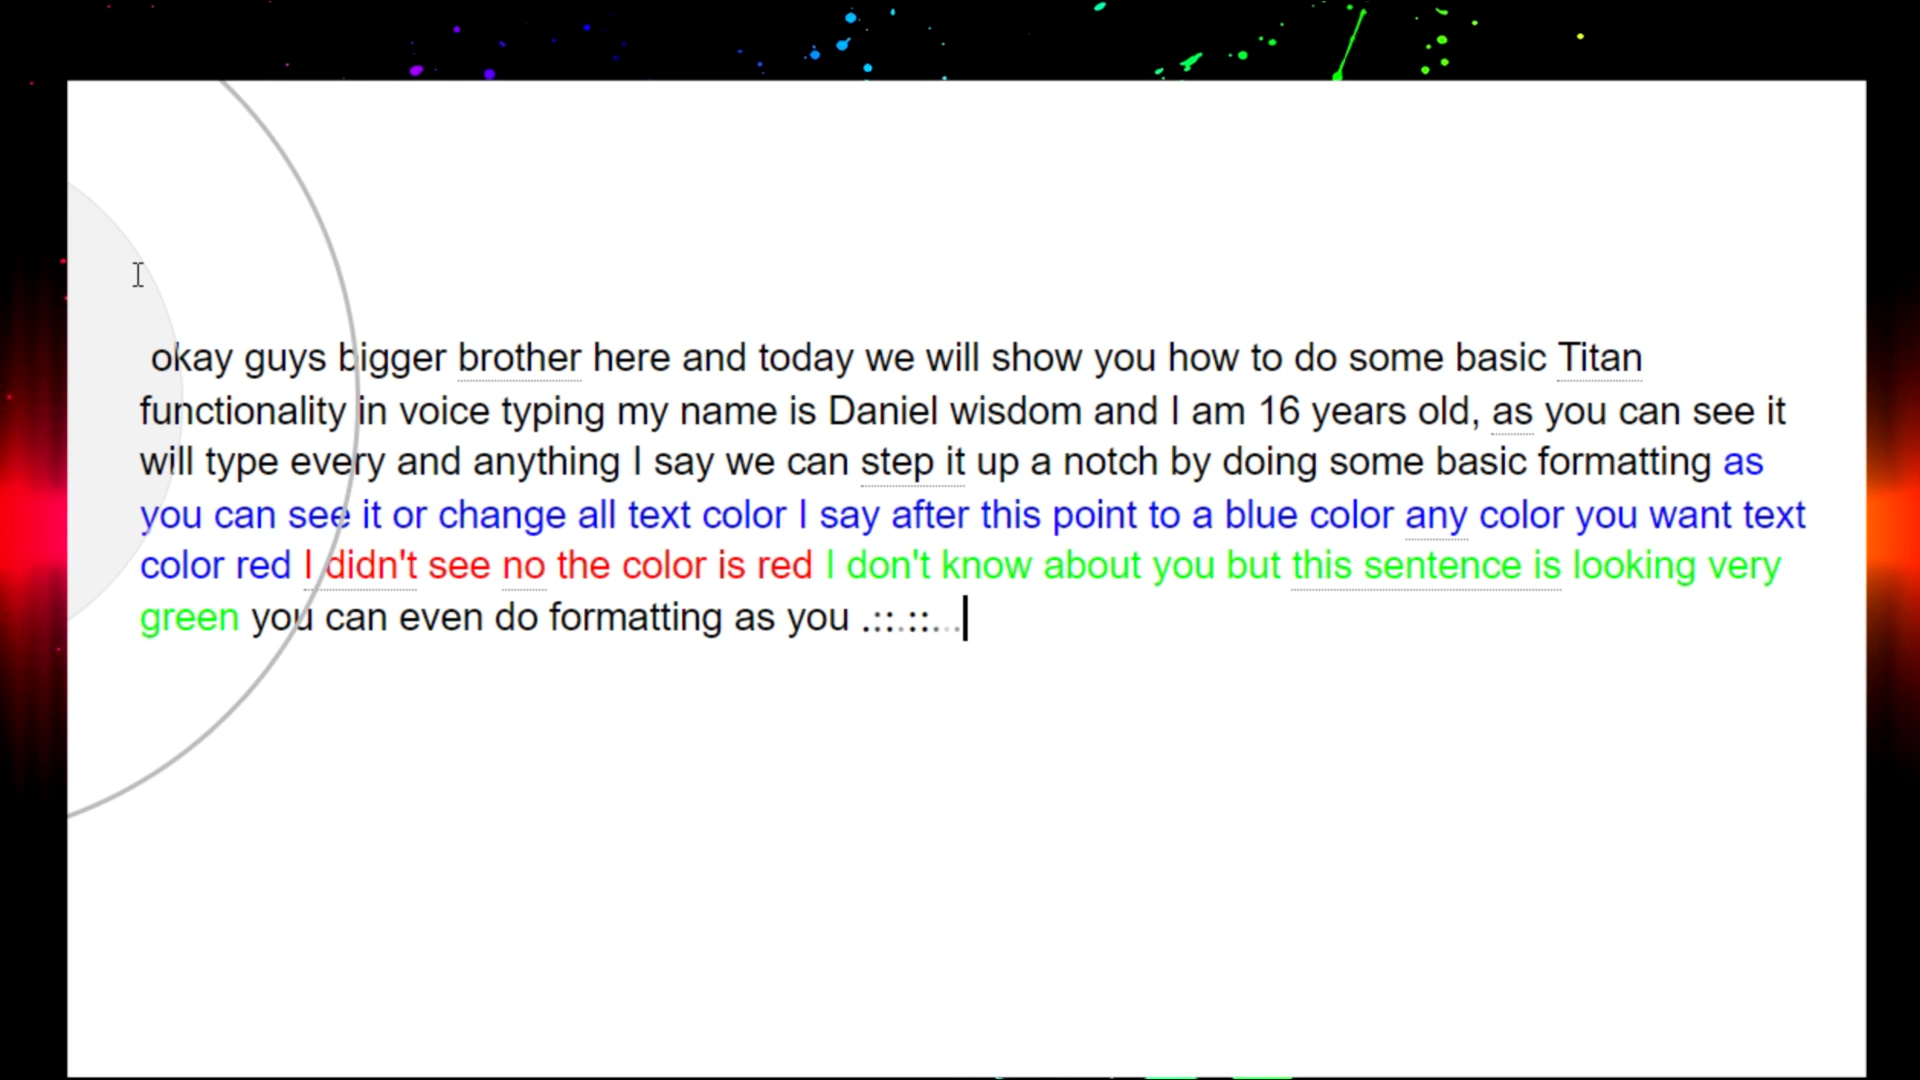 okay guys bigger brother here and today we will show you how to do some basic Titan
functionality in voice typing my name is Daniel wisdom and I am 16 years old, as you can see it
will type every and anything I say we can step it up a notch by doing some basic formatting as
you can see it or change all text color I say after this point to a blue color any color you want text
color red I didn't see no the color is red I don't know about you but this sentence is looking very
green you can even do formatting as you .::.::...